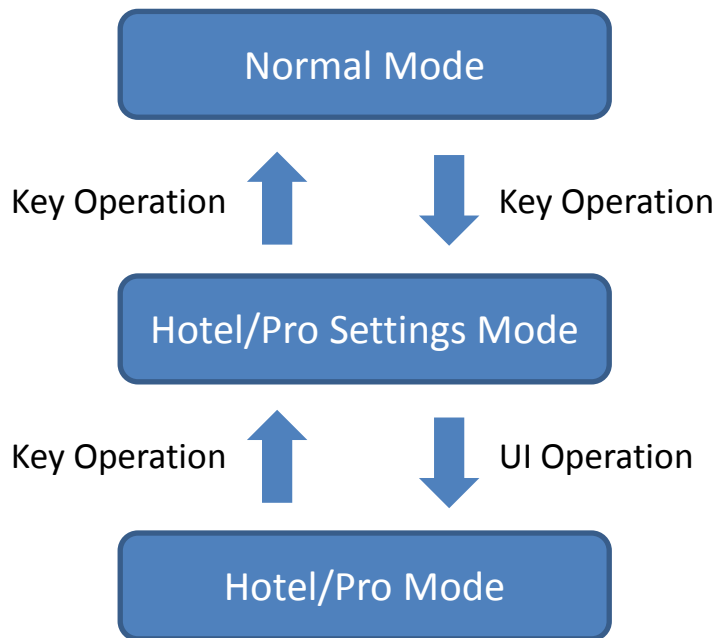 Normal Mode
Key Operation
Key Operation
Hotel/Pro Settings Mode
Key Operation
UI Operation
Hotel/Pro Mode